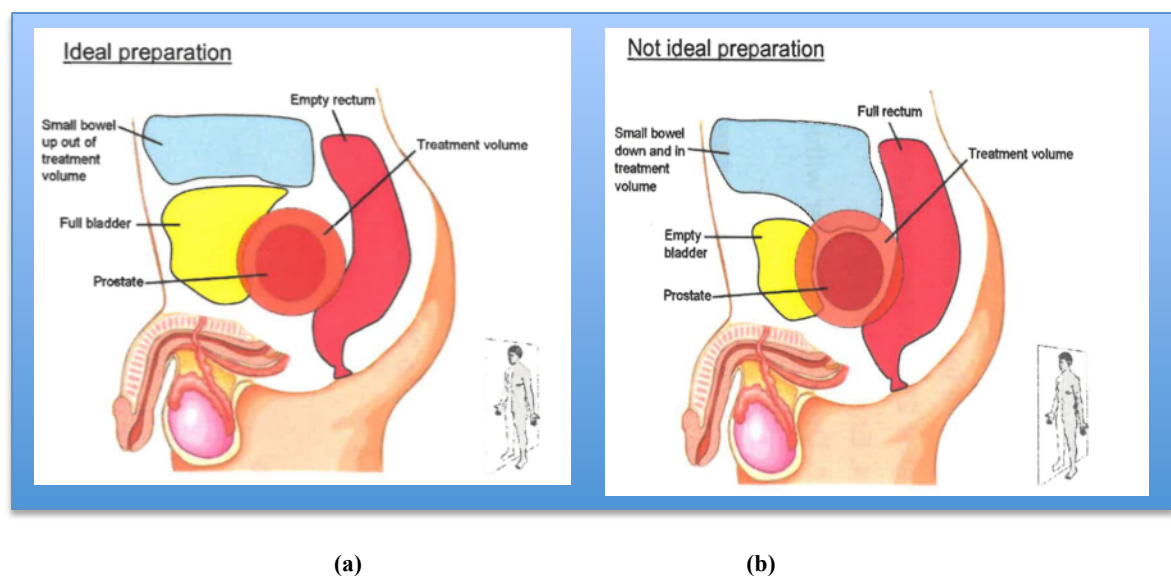 Ideal preparation
Empty rectum
Small bowel
up out of
treatment
volume
Treatment volume
Full bladder
Prostate
(a)
Not ideal preparation
Full rectum
Small bowel
down and in
treatment
volume
Treatment volume
Empty
bladder
Prostate
(b)